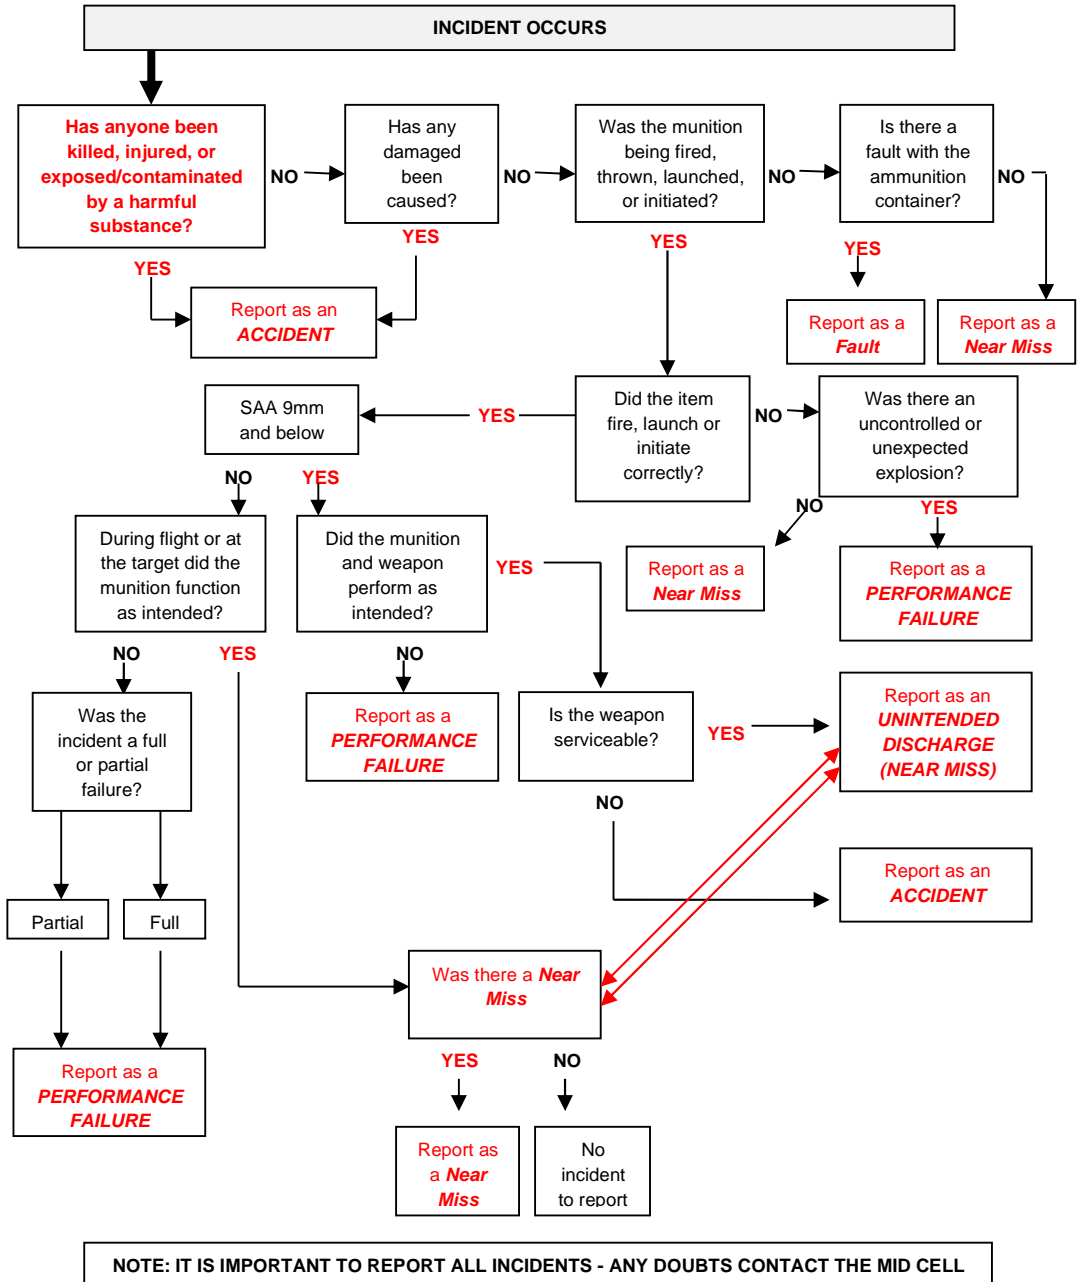 INCIDENT OCCURS
Has anyone been
killed, injured, or
exposed/contaminated
by a harmful
substance?
NO
Has any
damaged
been
caused?
NO
Was the munition
being fired,
thrown, launched,
or initiated?
NO
Is there a
fault with the
ammunition
container?
NO
YES
YES
YES
YES
Report as an
ACCIDENT
Report as a
Fault
Report as a
Near Miss
SAA 9mm
and below
YES
Did the item
fire, launch or
initiate
correctly?
NO
Was there an
uncontrolled or
unexpected
explosion?
NO
YES
NO
YES
During flight or at
the target did the
munition function
as intended?
Did the munition
and weapon
perform as
intended?
YES
Report as a
Near Miss
Report as a
PERFORMANCE
FAILURE
NO
YES
NO
Was the
incident a full
or partial
failure?
Report as a
PERFORMANCE
FAILURE
Is the weapon
serviceable?
YES
Report as an
UNINTENDED
DISCHARGE
(NEAR MISS)
NO
Report as an
ACCIDENT
Partial
Full
Was there a Near
Miss
Report as a
PERFORMANCE
FAILURE
YES
NO
Report as
a Near
Miss
No
incident
to report
NOTE: IT IS IMPORTANT TO REPORT ALL INCIDENTS - ANY DOUBTS CONTACT THE MID CELL